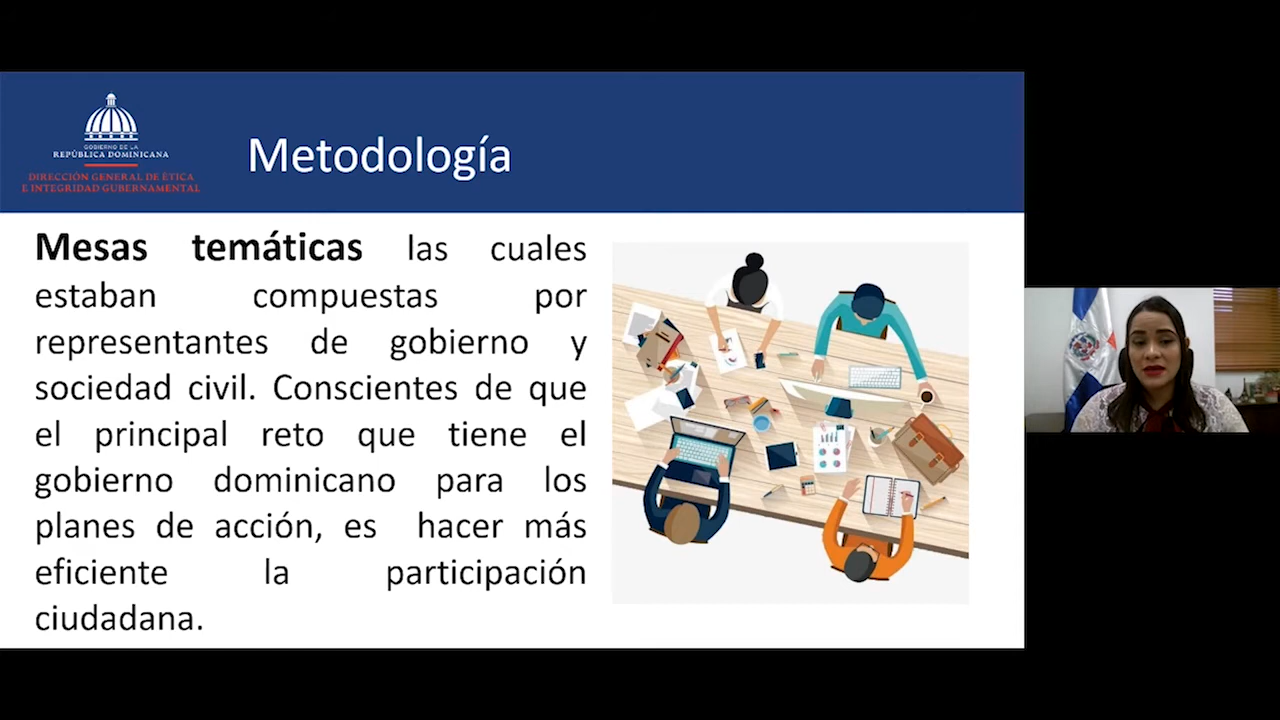 GOBIERNO DE LA
REPÚBLICA DOMINICANA
DIRECCIÓN GENERAL DE ÉTICA
E INTEGRIDAD GUBERNAMENTAL
Metodología
Mesas temáticas las cuales
estaban compuestas por
representantes de gobierno y
sociedad civil. Conscientes de que
el principal reto que tiene el
gobierno dominicano para los
planes de acción, es hacer más
eficiente la participación
ciudadana.